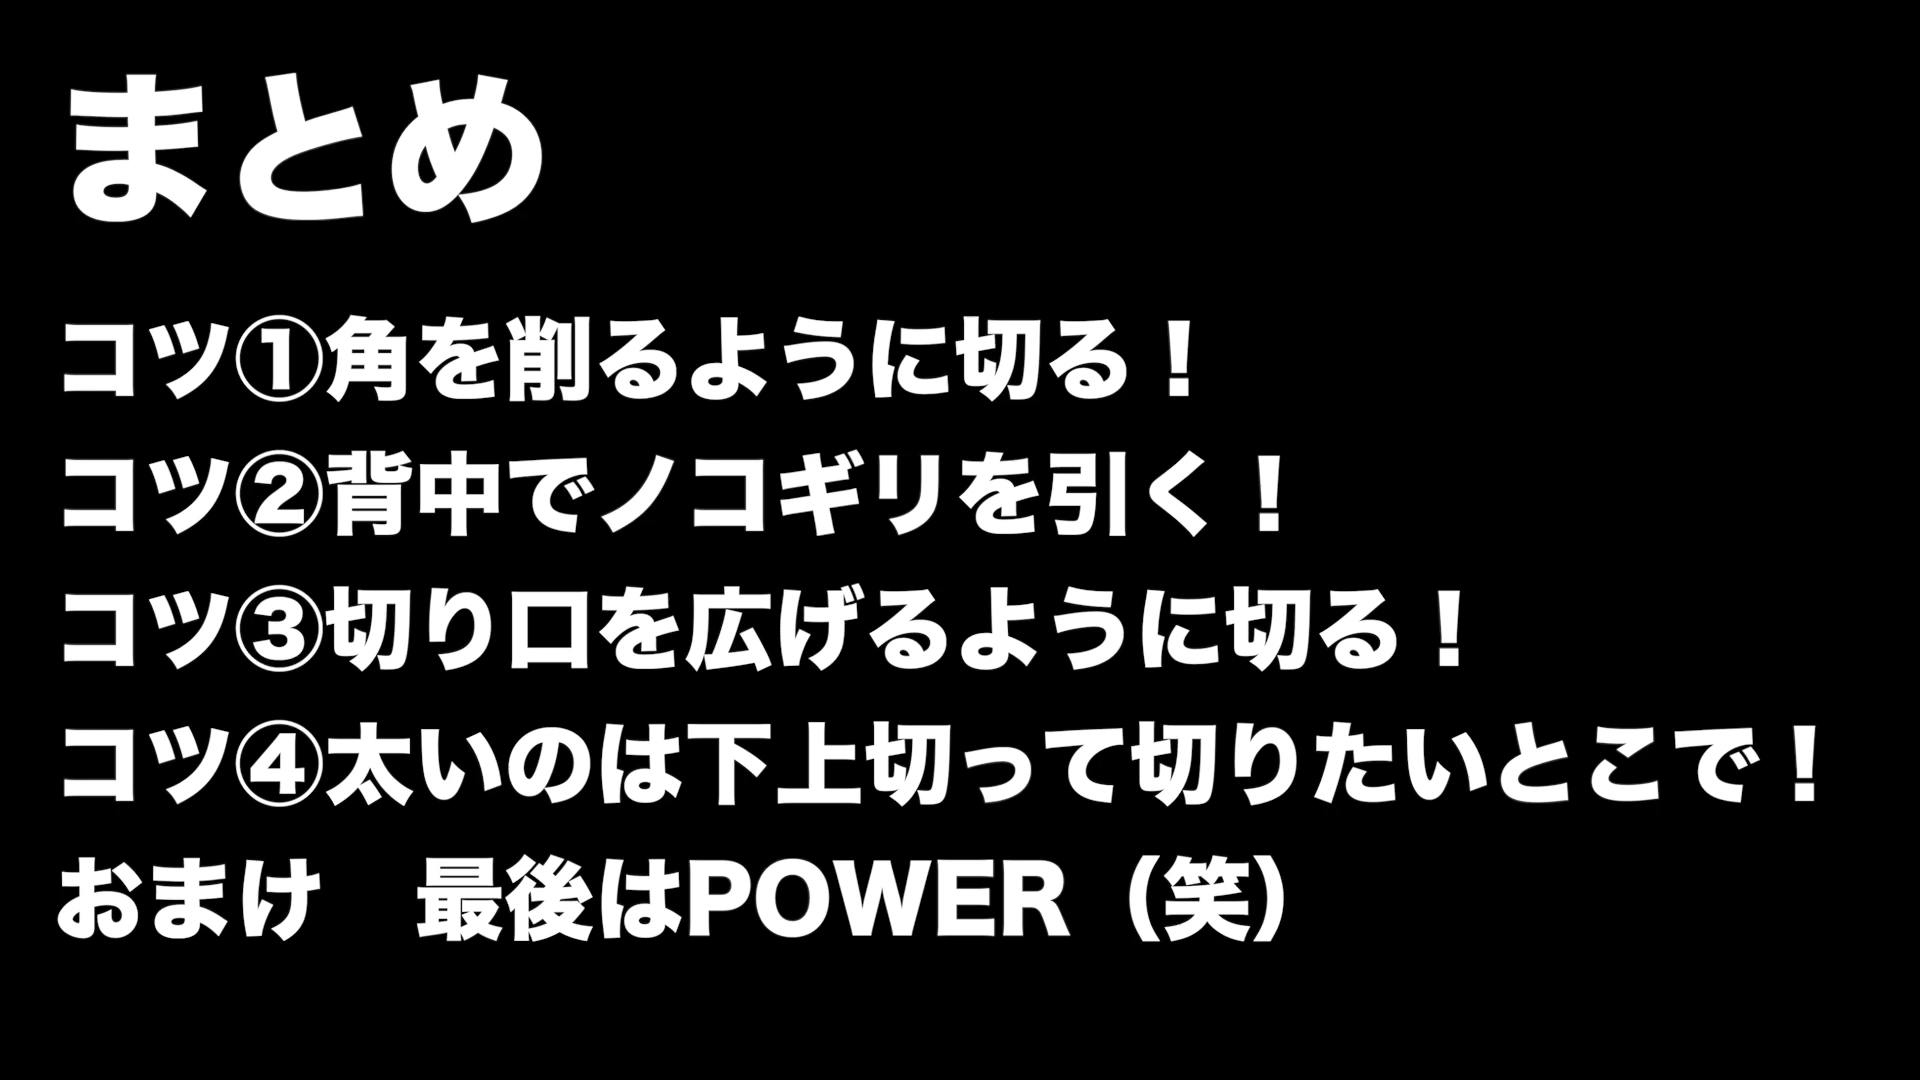 まとめ
コツ①角を削るように切る！
コツ②背中でノコギリを引く！
コツ③切り口を広げるように切る！
コツ④太いのは下上切って切りたいとこで！
おまけ　最後はPOWER（笑）